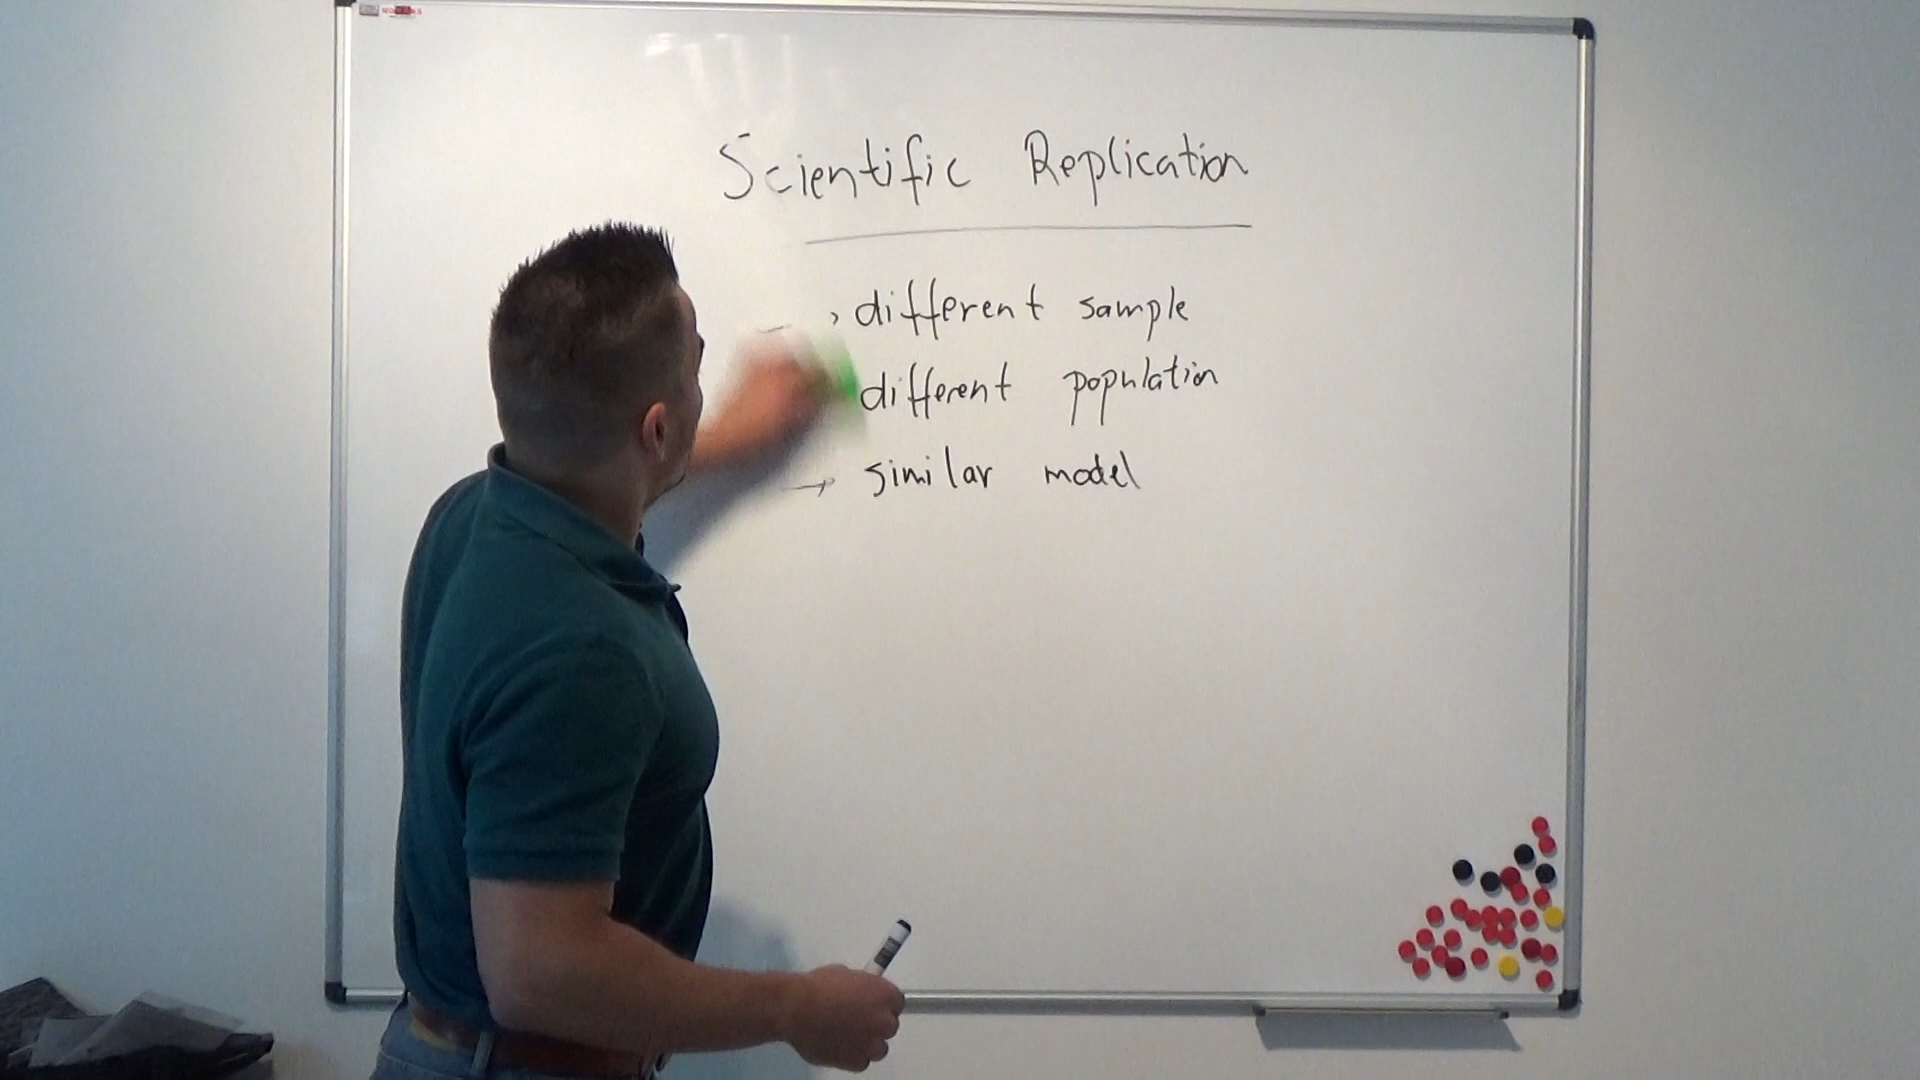 Scientific Replication
different sample
different population
→ similar model